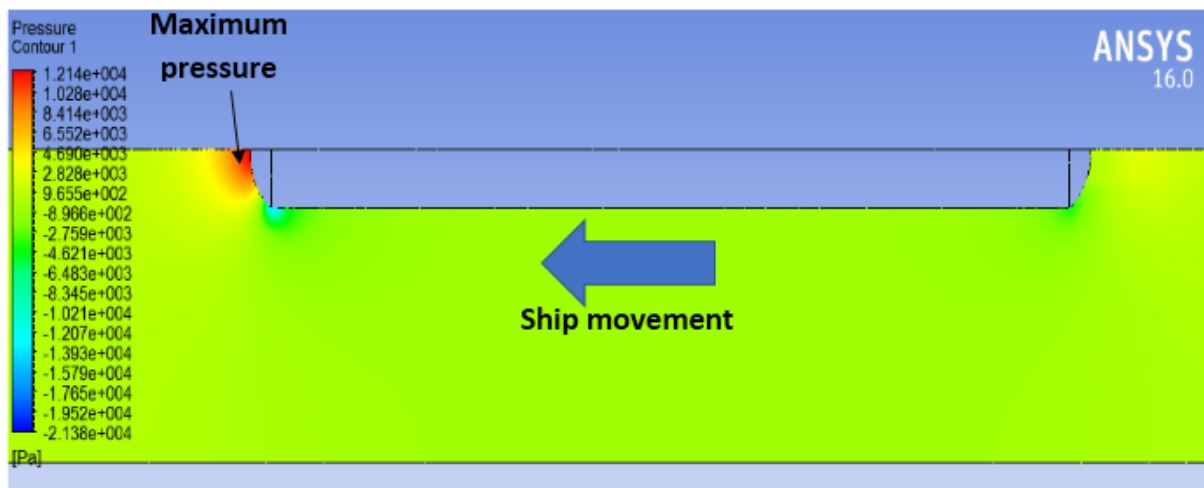 Pressure
Contour 1
1.214e+004
1.028e+004
8.414e+003
6.552e+003
4.690e+003
2.828e+003
9.655e+002
-8.966e+002
-2.759e+003
-4.621e+003
-6.483e+003
-8.345e+003
-1.021e+004
-1.207e+004
-1.393e+004
-1.579e+004
-1.765e+004
-1.952e+004
-2.138e+004
[Pa]
Maximum
pressure
ANSYS
16.0
Ship movement